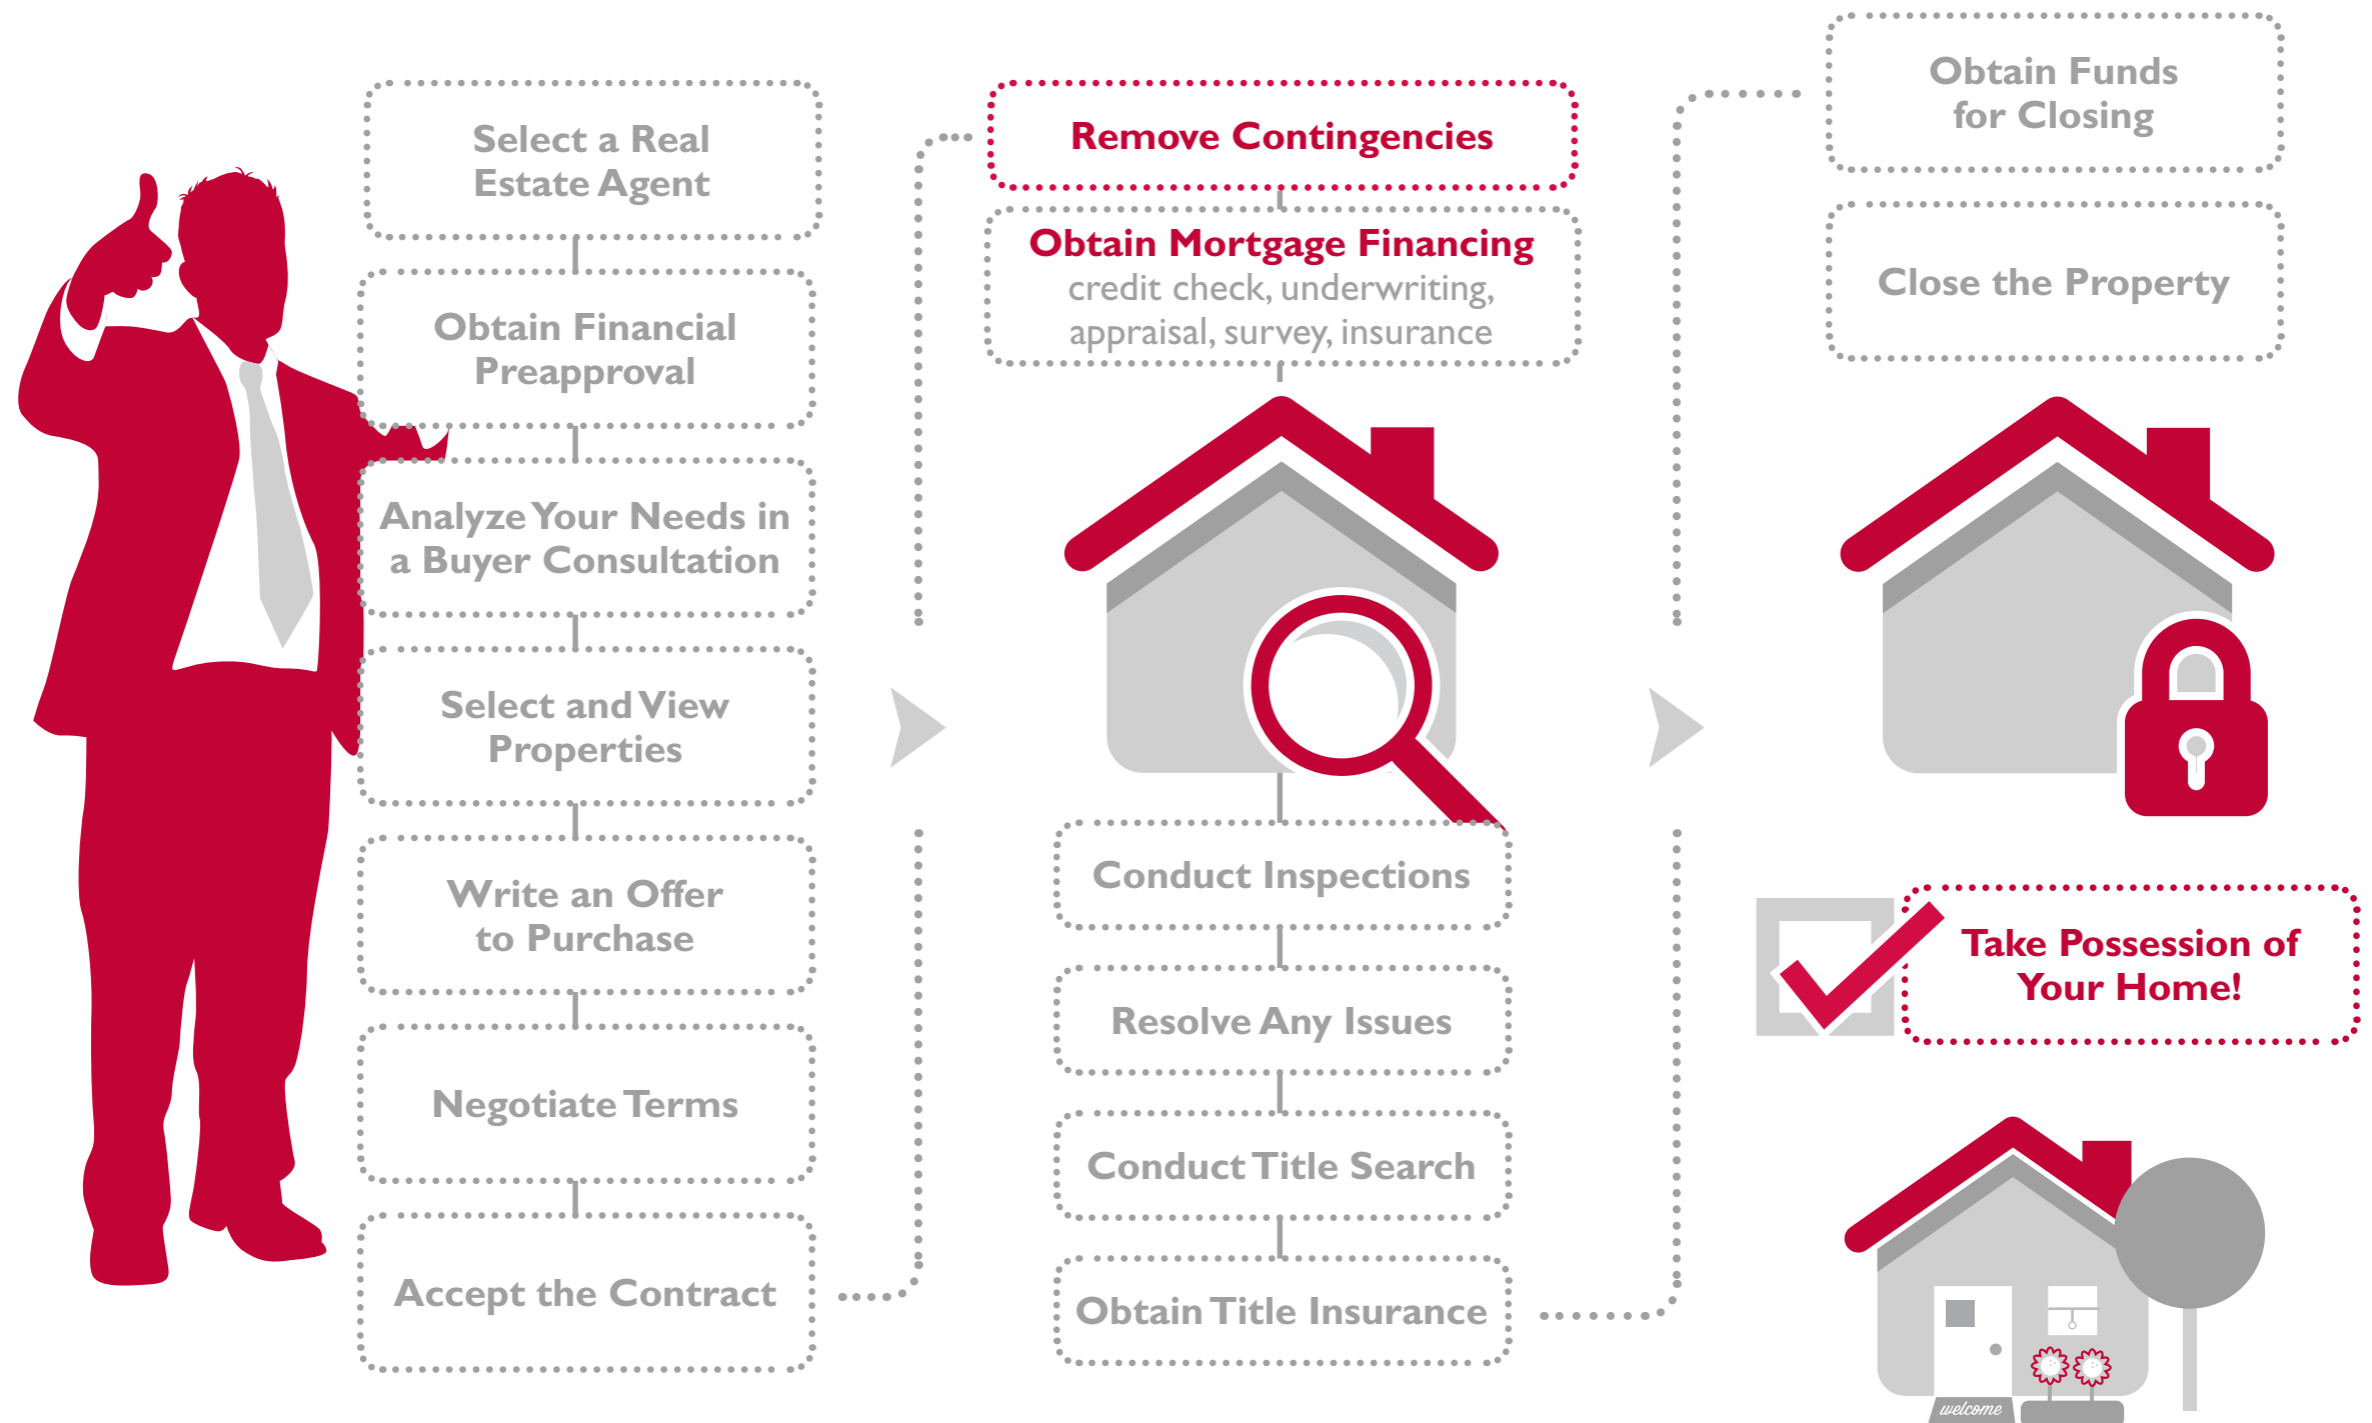 Select a Real
Estate Agent
Obtain Financial
Preapproval
Analyze Your Needs in
a Buyer Consultation
Select and View
Properties
Write an Offer
to Purchase
Negotiate Terms
Accept the Contract
Remove Contingencies
Obtain Mortgage Financing
credit check, underwriting,
appraisal, survey, insurance
Conduct Inspections
Resolve Any Issues
Conduct Title Search
Obtain Title Insurance
Obtain Funds
for Closing
Close the Property
Take Possession of
Your Home!
welcome